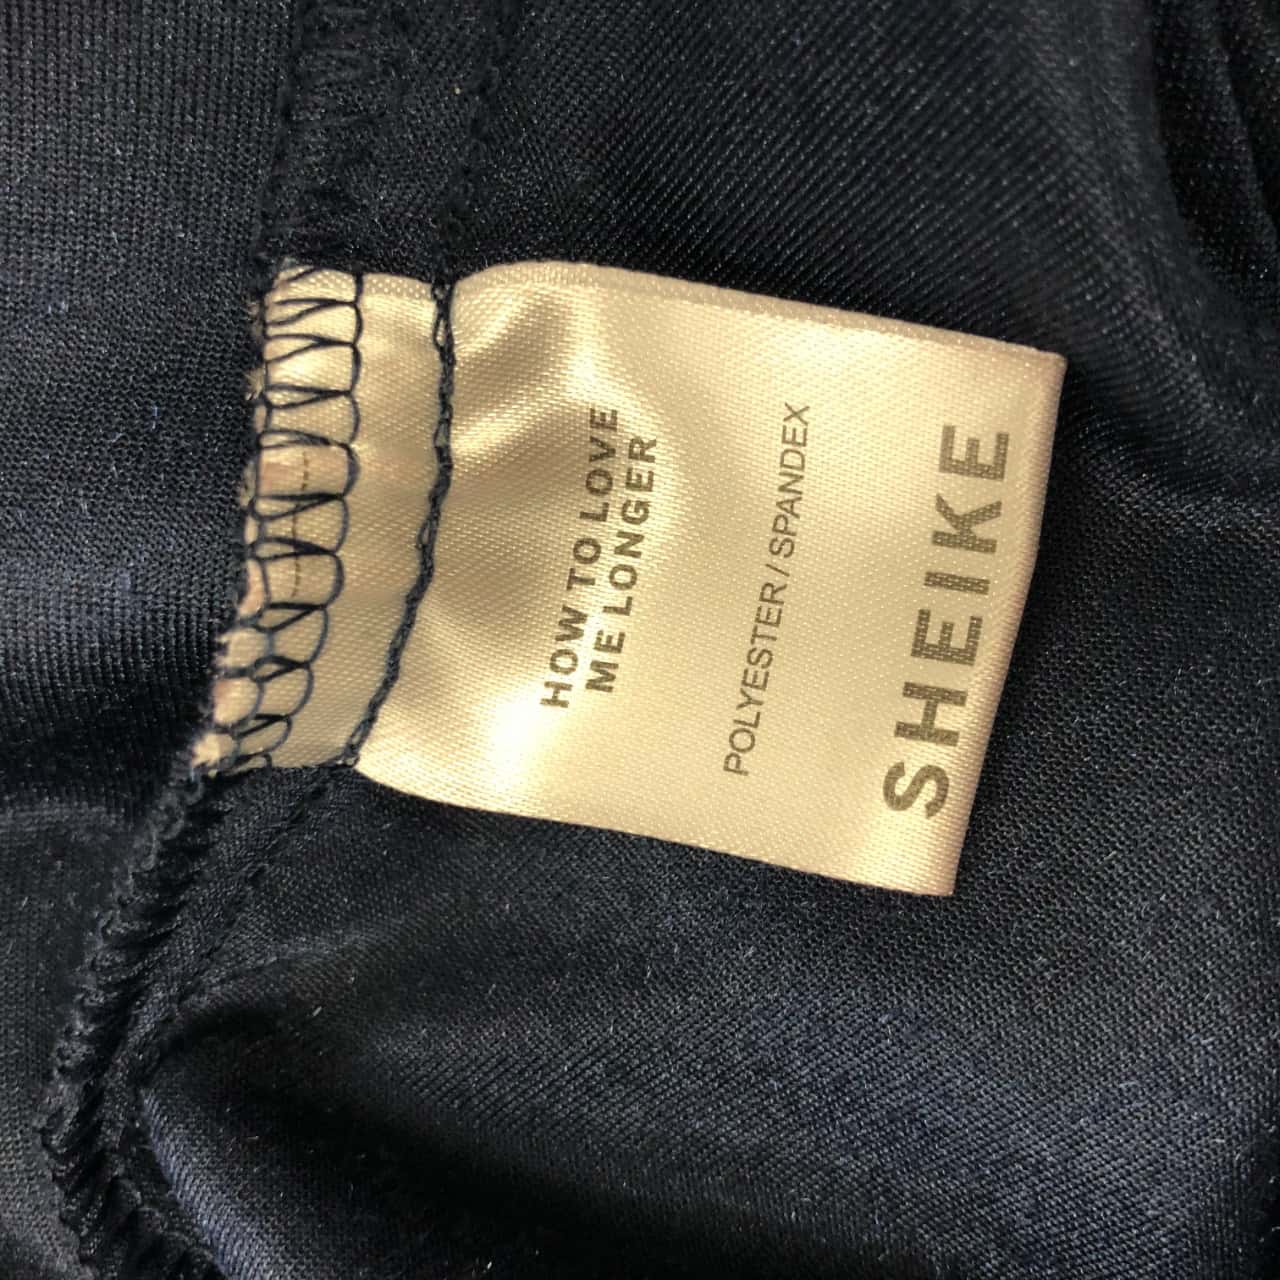 HOW TO LOVE
ME LONGER
POLYESTER / SPANDEX
SHEIKE